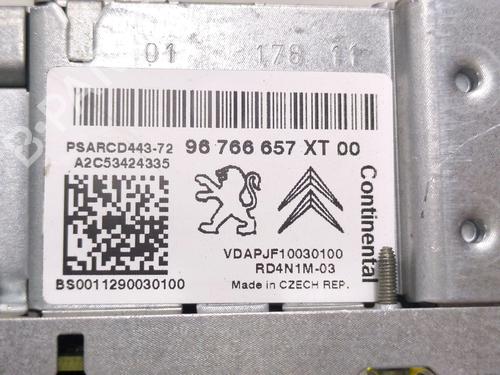 01 178 11
PSARCD443-72 96 766 657 XT 00
A2C53424335
Continental
VDAPJF10030100
RD4N1M-03
BS0011290030100 Made in CZECH REP.
B-PARTS